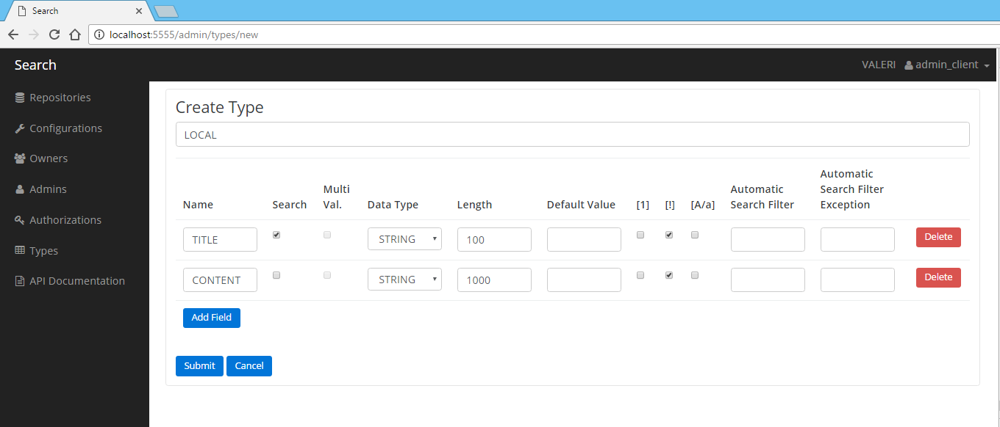 Search
localhost:5555/admin/types/new
Search
VALERI admin_client
Repositories
Configurations
Owners
Admins
Authorizations
Types
API Documentation
Create Type
LOCAL
Name Search Multi Val. Data Type Length Default Value [1] [!] [A/a] Automatic Search Filter Automatic Search Filter Exception
TITLE STRING 100 Delete
CONTENT STRING 1000 Delete
Add Field
Submit Cancel